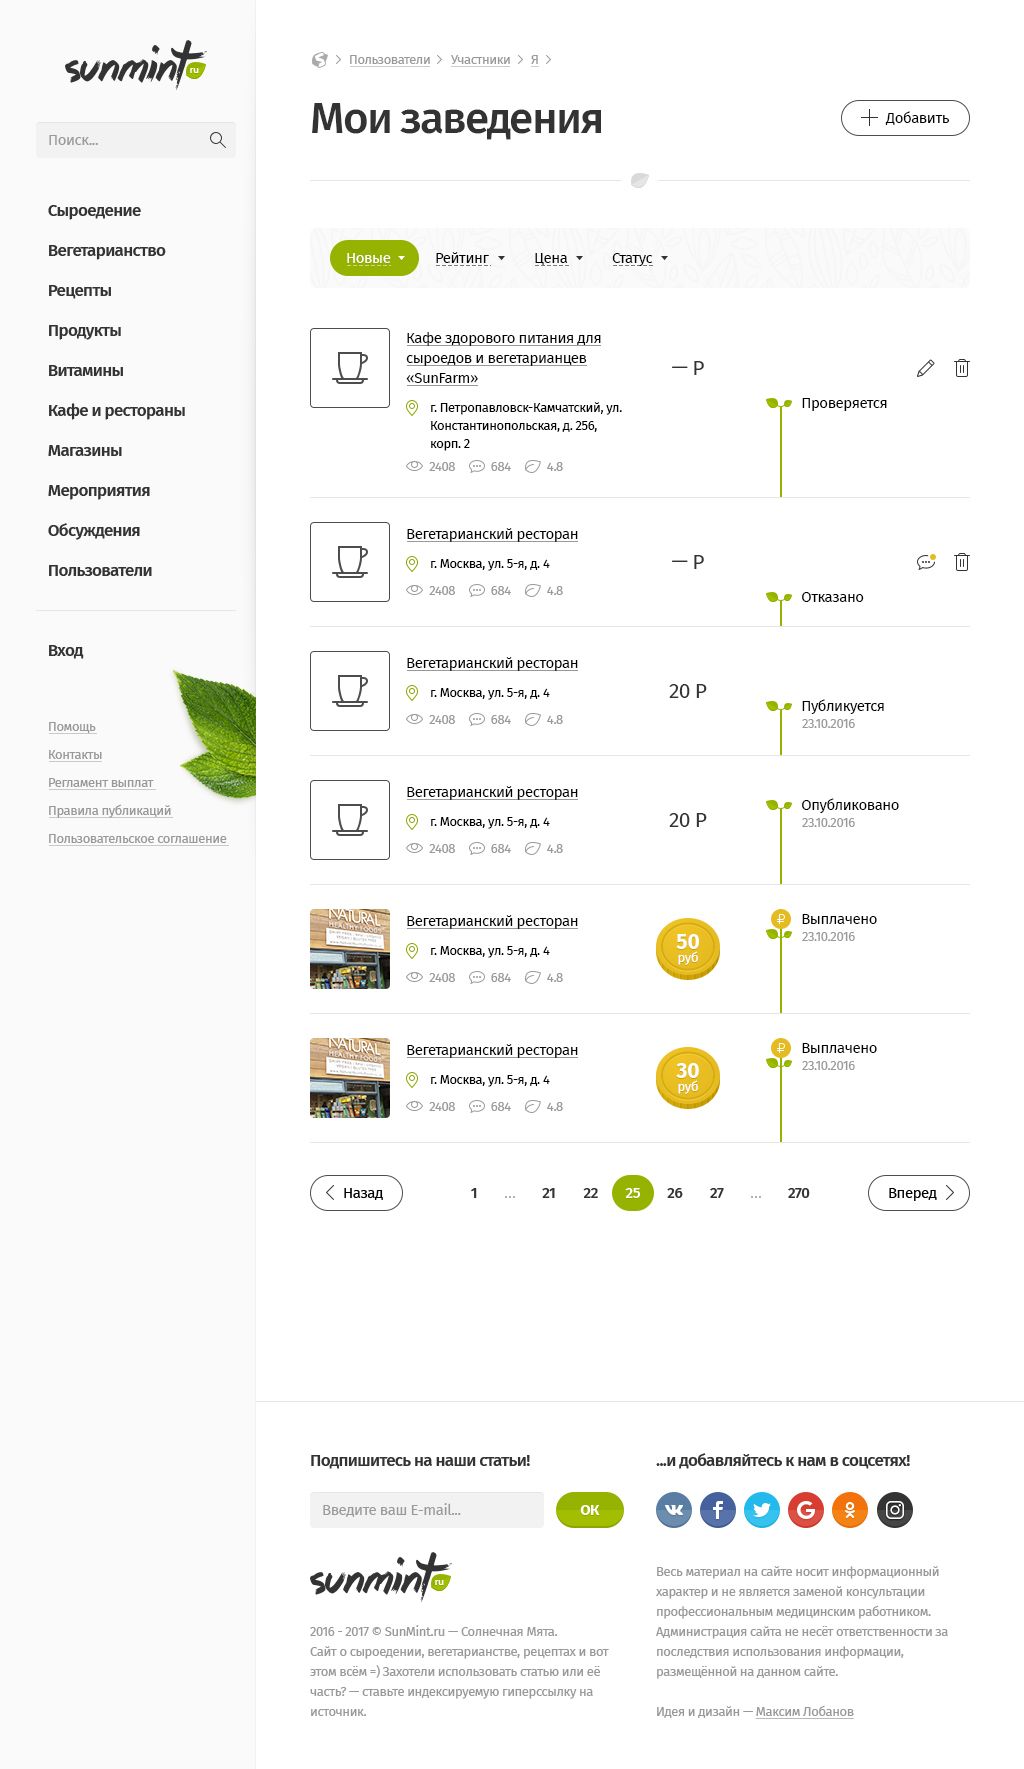 sunmint ru
Поиск...
Сыроедение
Вегетарианство
Рецепты
Продукты
Витамины
Кафе и рестораны
Магазины
Мероприятия
Обсуждения
Пользователи
Вход
Помощь
Контакты
Регламент выплат
Правила публикаций
Пользовательское соглашение
Пользователи Участники Я
Мои заведения
Добавить
Новые Рейтинг Цена Статус
Кафе здорового питания для
сыроедов и вегетарианцев
«SunFarm»
г. Петропавловск-Камчатский, ул.
Константинопольская, д. 256,
корп. 2
2408 684 4.8
— Р
Проверяется
Вегетарианский ресторан
г. Москва, ул. 5-я, д. 4
2408 684 4.8
— Р
Отказано
Вегетарианский ресторан
г. Москва, ул. 5-я, д. 4
2408 684 4.8
20 Р
Публикуется
23.10.2016
Вегетарианский ресторан
г. Москва, ул. 5-я, д. 4
2408 684 4.8
20 Р
Опубликовано
23.10.2016
NATURAL
HEALTHY FOODS
Вегетарианский ресторан
г. Москва, ул. 5-я, д. 4
2408 684 4.8
50
руб
₽
Выплачено
23.10.2016
NATURAL
HEALTHY FOODS
Вегетарианский ресторан
г. Москва, ул. 5-я, д. 4
2408 684 4.8
30
руб
₽
Выплачено
23.10.2016
Назад 1 ... 21 22 25 26 27 ... 270 Вперед
Подпишитесь на наши статьи!
Введите ваш E-mail... ОК
sunmint ru
2016 - 2017 © SunMint.ru — Солнечная Мята.
Сайт о сыроедении, вегетарианстве, рецептах и вот
этом всём =) Захотели использовать статью или её
часть? — ставьте индексируемую гиперссылку на
источник.
...и добавляйтесь к нам в соцсетях!
Весь материал на сайте носит информационный
характер и не является заменой консультации
профессиональным медицинским работником.
Администрация сайта не несёт ответственности за
последствия использования информации,
размещённой на данном сайте.
Идея и дизайн — Максим Лобанов